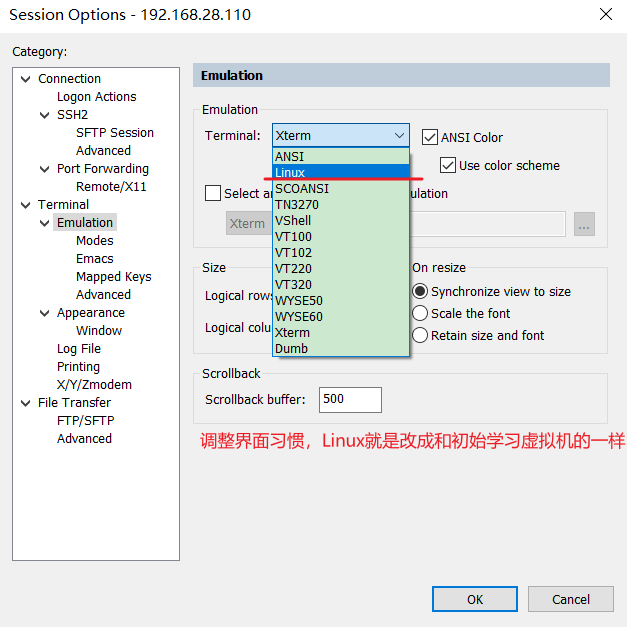 Session Options - 192.168.28.110
Category:
Connection
Logon Actions
SSH2
SFTP Session
Advanced
Port Forwarding
Remote/X11
Terminal
Emulation
Modes
Emacs
Mapped Keys
Advanced
Appearance
Window
Log File
Printing
X/Y/Zmodem
File Transfer
FTP/SFTP
Advanced
Emulation
Emulation
Terminal: Xterm
ANSI Color
Use color scheme
ANSI
Linux
SCOANSI
TN3270
VShell
VT100
VT102
VT220
VT320
WYSE50
WYSE60
Xterm
Dumb
Select
Xterm
...
Size
Logical
Logical
On resize
Synchronize view to size
Scale the font
Retain size and font
Scrollback
Scrollback buffer: 500
调整界面习惯，Linux就是改成和初始学习虚拟机的一样
OK
Cancel